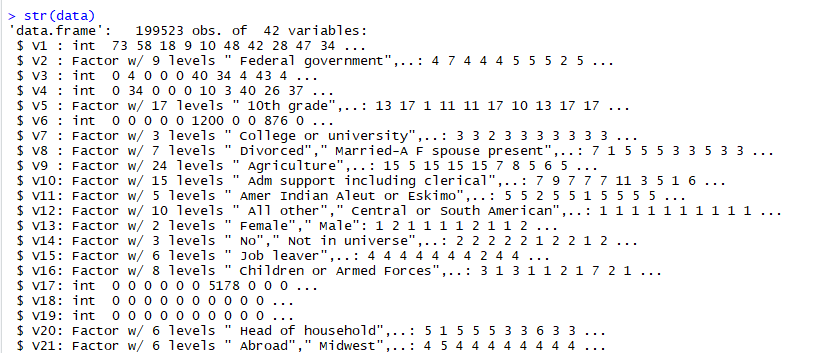 > str(data)
'data.frame':   199523 obs. of  42 variables:
 $ V1 : int  73 58 18 9 10 48 42 28 47 34 ...
 $ V2 : Factor w/ 9 levels " Federal government",..: 4 7 4 4 4 5 5 5 2 5 ...
 $ V3 : int  0 4 0 0 0 40 34 4 43 4 ...
 $ V4 : int  0 34 0 0 0 10 3 40 26 37 ...
 $ V5 : Factor w/ 17 levels " 10th grade",..: 13 17 1 11 11 17 10 13 17 17 ...
 $ V6 : int  0 0 0 0 0 1200 0 0 876 0 ...
 $ V7 : Factor w/ 3 levels " College or university",..: 3 3 2 3 3 3 3 3 3 3 ...
 $ V8 : Factor w/ 7 levels " Divorced"," Married-A F spouse present",..: 7 1 5 5 5 3 3 5 3 3 ...
 $ V9 : Factor w/ 24 levels " Agriculture",..: 15 5 15 15 15 7 8 5 6 5 ...
 $ V10: Factor w/ 15 levels " Adm support including clerical",..: 7 9 7 7 7 11 3 5 1 6 ...
 $ V11: Factor w/ 5 levels " Amer Indian Aleut or Eskimo",..: 5 5 2 5 5 1 5 5 5 5 ...
 $ V12: Factor w/ 10 levels " All other"," Central or South American",..: 1 1 1 1 1 1 1 1 1 1 ...
 $ V13: Factor w/ 2 levels " Female"," Male": 1 2 1 1 1 1 2 1 1 2 ...
 $ V14: Factor w/ 3 levels " No"," Not in universe",..: 2 2 2 2 2 1 2 2 1 2 ...
 $ V15: Factor w/ 6 levels " Job leaver",..: 4 4 4 4 4 4 4 2 4 4 ...
 $ V16: Factor w/ 8 levels " Children or Armed Forces",..: 3 1 3 1 1 2 1 7 2 1 ...
 $ V17: int  0 0 0 0 0 0 5178 0 0 0 ...
 $ V18: int  0 0 0 0 0 0 0 0 0 0 ...
 $ V19: int  0 0 0 0 0 0 0 0 0 0 ...
 $ V20: Factor w/ 6 levels " Head of household",..: 5 1 5 5 5 3 3 6 3 3 ...
 $ V21: Factor w/ 6 levels " Abroad"," Midwest",..: 4 5 4 4 4 4 4 4 4 4 ...